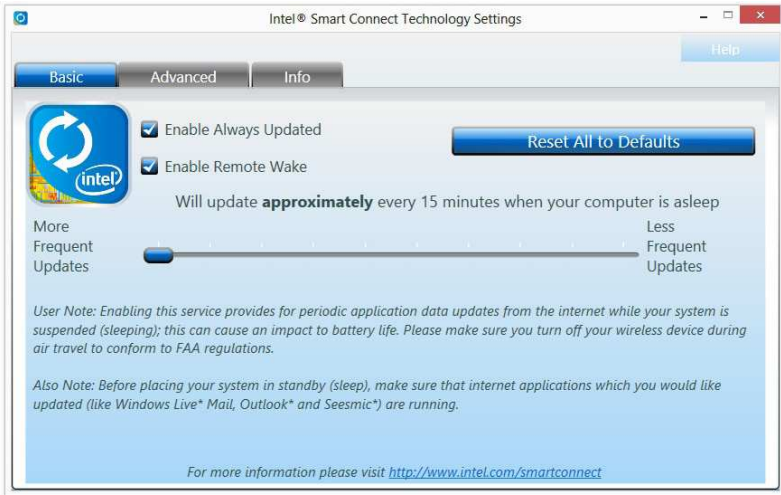 Intel® Smart Connect Technology Settings
Help
Basic Advanced Info
Enable Always Updated
Reset All to Defaults
Enable Remote Wake
(intel)
Will update approximately every 15 minutes when your computer is asleep
More
Frequent
Updates
Less
Frequent
Updates
User Note: Enabling this service provides for periodic application data updates from the internet while your system is
suspended (sleeping); this can cause an impact to battery life. Please make sure you turn off your wireless device during
air travel to conform to FAA regulations.
Also Note: Before placing your system in standby (sleep), make sure that internet applications which you would like
updated (like Windows Live* Mail, Outlook* and Seesmic*) are running.
For more information please visit http://www.intel.com/smartconnect